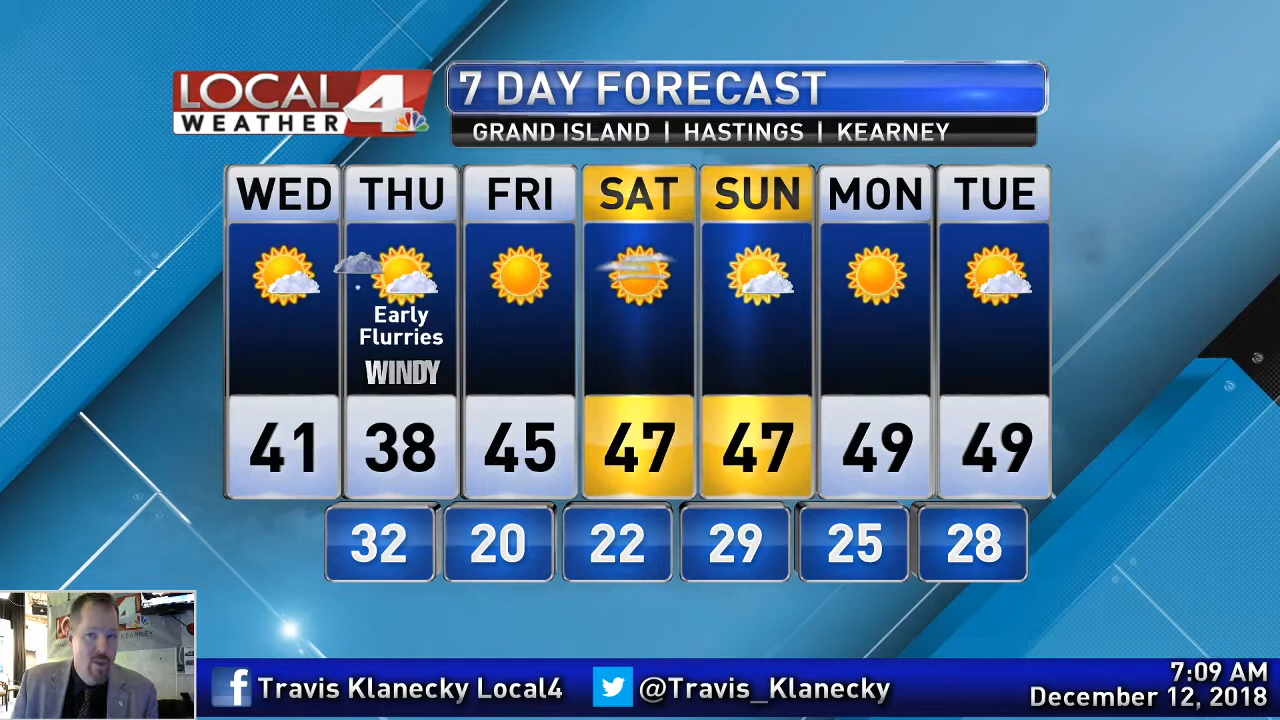 LOCAL 4
WEATHER
7 DAY FORECAST
GRAND ISLAND | HASTINGS | KEARNEY
WED THU FRI SAT SUN MON TUE
Early
Flurries
WINDY
41 38 45 47 47 49 49
32 20 22 29 25 28
KEARNEY
f Travis Klanecky Local4 @Travis_Klanecky
7:09 AM
December 12, 2018